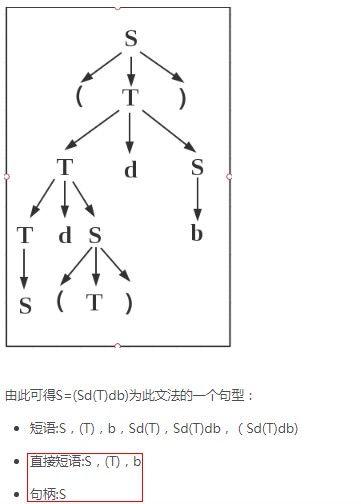 S
( T )
T d S
T d S b
S ( T )
由此可得S=(Sd(T)db)为此文法的一个句型：
• 短语:S，(T)，b，Sd(T)，Sd(T)db，（Sd(T)db)
• 直接短语:S，(T)，b
• 句柄:S